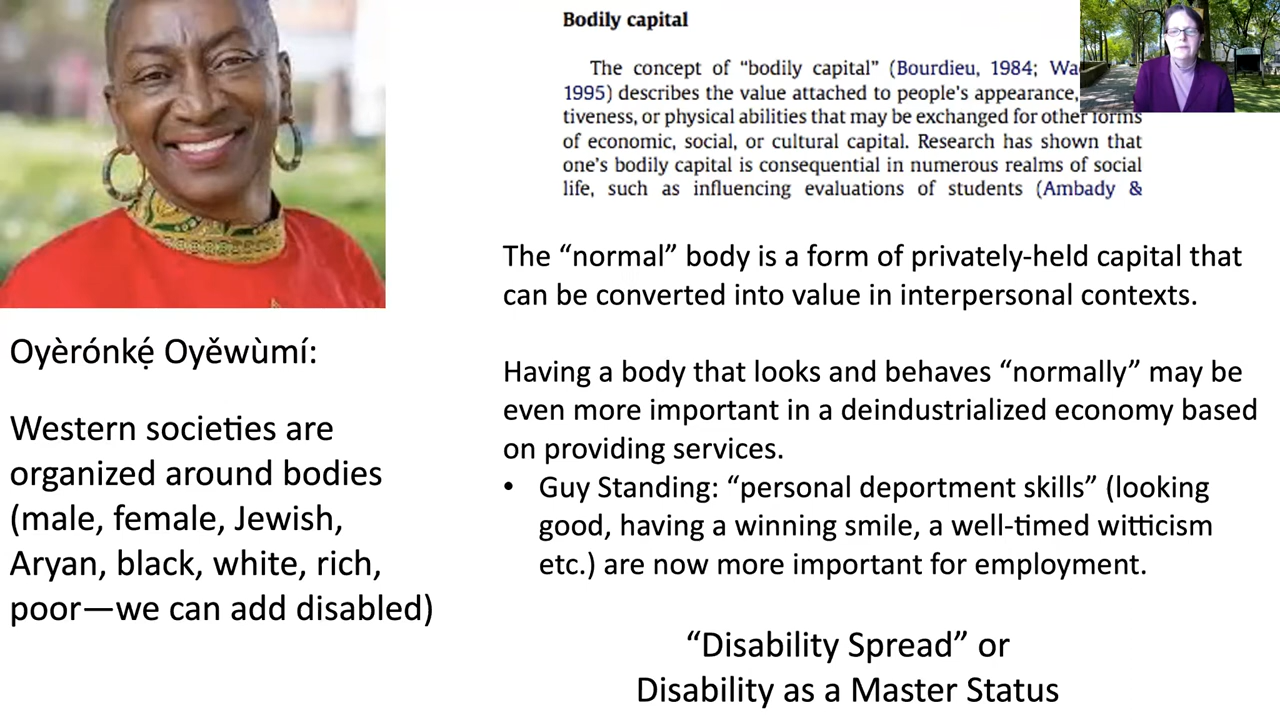 Oyèrónkẹ́ Oyěwùmí:
Western societies are
organized around bodies
(male, female, Jewish,
Aryan, black, white, rich,
poor—we can add disabled)
Bodily capital
The concept of “bodily capital” (Bourdieu, 1984;
1995) describes the value attached to people’s appearance,
tiveness, or physical abilities that may be exchanged for other forms
of economic, social, or cultural capital. Research has shown that
one’s bodily capital is consequential in numerous realms of social
life, such as influencing evaluations of students (Ambady &
The “normal” body is a form of privately-held capital that
can be converted into value in interpersonal contexts.
Having a body that looks and behaves “normally” may be
even more important in a deindustrialized economy based
on providing services.
• Guy Standing: “personal deportment skills” (looking
good, having a winning smile, a well-timed witticism
etc.) are now more important for employment.
“Disability Spread” or
Disability as a Master Status